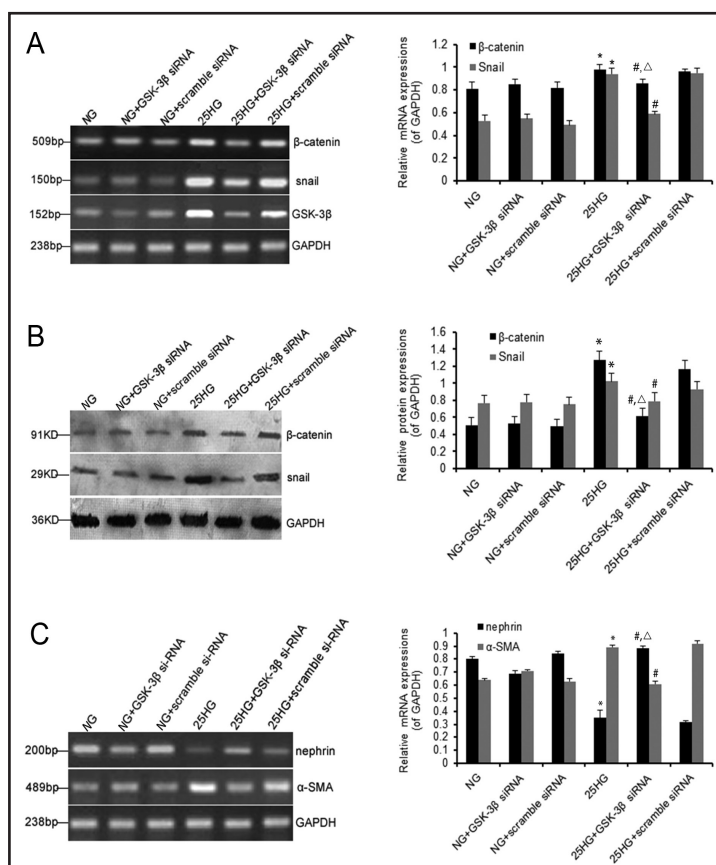 A
NG
NG+GSK-3β siRNA
NG+scramble siRNA
25HG
25HG+GSK-3β siRNA
25HG+scramble siRNA
509bp
β-catenin
150bp
snail
152bp
GSK-3β
238bp
GAPDH
Relative mRNA expressions
(of GAPDH)
β-catenin
Snail
1.2
1
0.8
0.6
0.4
0.2
0
*
*
#,△
#
NG
NG+GSK-3β siRNA
NG+scramble siRNA
25HG
25HG+GSK-3β siRNA
25HG+scramble siRNA
B
NG
NG+GSK-3β siRNA
NG+scramble siRNA
25HG
25HG+GSK-3β siRNA
25HG+scramble siRNA
91KD
β-catenin
29KD
snail
36KD
GAPDH
Relative protein expressions
(of GAPDH)
β-catenin
Snail
1.6
1.4
1.2
1
0.8
0.6
0.4
0.2
0
*
*
#,△
#
NG
NG+GSK-3β siRNA
NG+scramble siRNA
25HG
25HG+GSK-3β siRNA
25HG+scramble siRNA
C
NG
NG+GSK-3β si-RNA
NG+scramble si-RNA
25HG
25HG+GSK-3β si-RNA
25HG+scramble si-RNA
200bp
nephrin
489bp
α-SMA
238bp
GAPDH
Relative mRNA expressions
(of GAPDH)
nephrin
α-SMA
1
0.9
0.8
0.7
0.6
0.5
0.4
0.3
0.2
0.1
0
*
*
#,△
#
NG
NG+GSK-3β siRNA
NG+scramble siRNA
25HG
25HG+GSK-3β siRNA
25HG+scramble siRNA